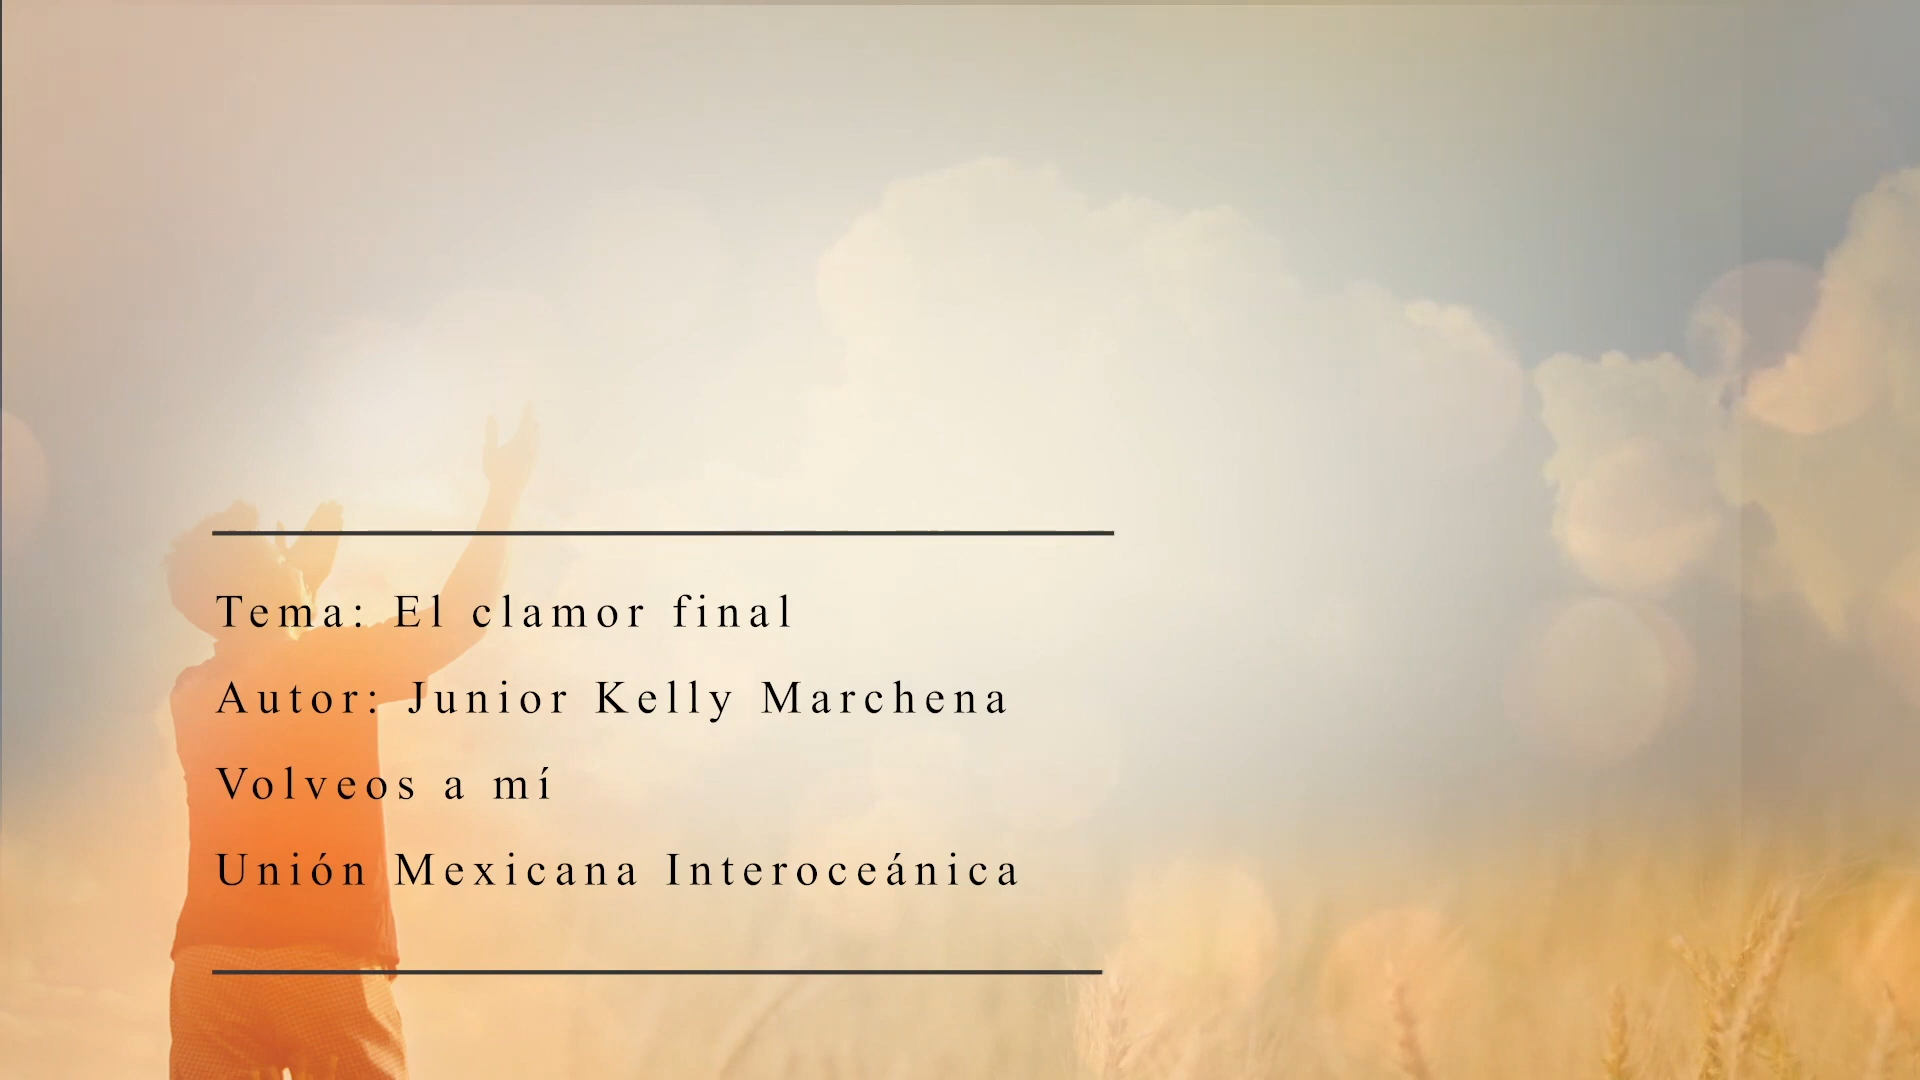 Tema: El clamor final
Autor: Junior Kelly Marchena
Volveos a mí
Unión Mexicana Interoceánica